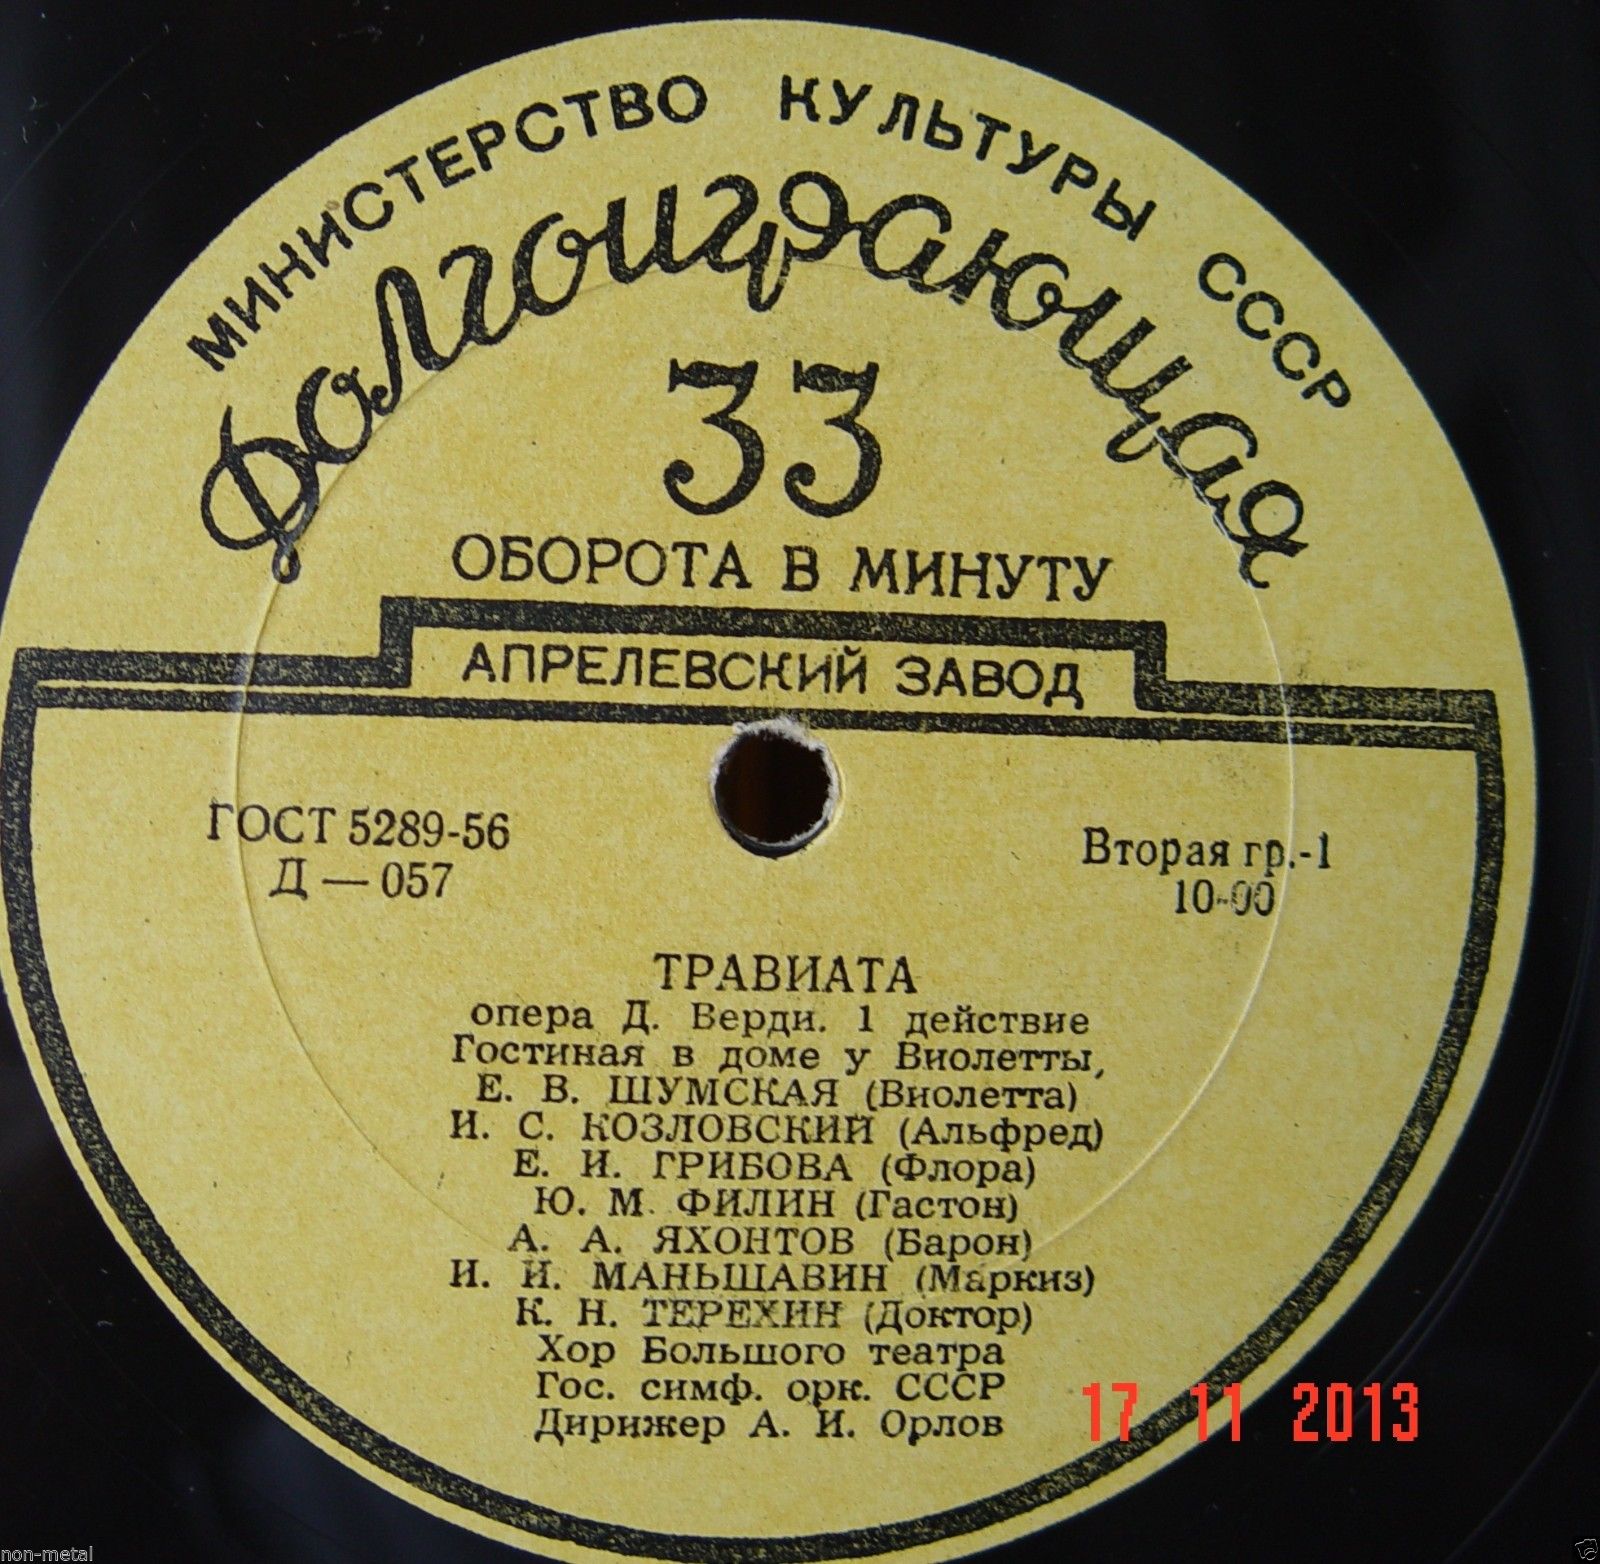 МИНИСТЕРСТВО КУЛЬТУРЫ СССР
Долгоиграющая
33
ОБОРОТА В МИНУТУ
АПРЕЛЕВСКИЙ ЗАВОД
ГОСТ 5289-56
Д — 057
Вторая гр.-1
10-00
ТРАВИАТА
опера Д. Верди. 1 действие
Гостиная в доме у Виолетты,
Е. В. ШУМСКАЯ (Виолетта)
И. С. КОЗЛОВСКИЙ (Альфред)
Е. И. ГРИБОВА (Флора)
Ю. М. ФИЛИН (Гастон)
А. А. ЯХОНТОВ (Барон)
И. И. МАНЬШАВИН (Маркиз)
К. Н. ТЕРЕХИН (Доктор)
Хор Большого театра
Гос. симф. орк. СССР
Дирижер А. И. Орлов
17 11 2013
non-metal